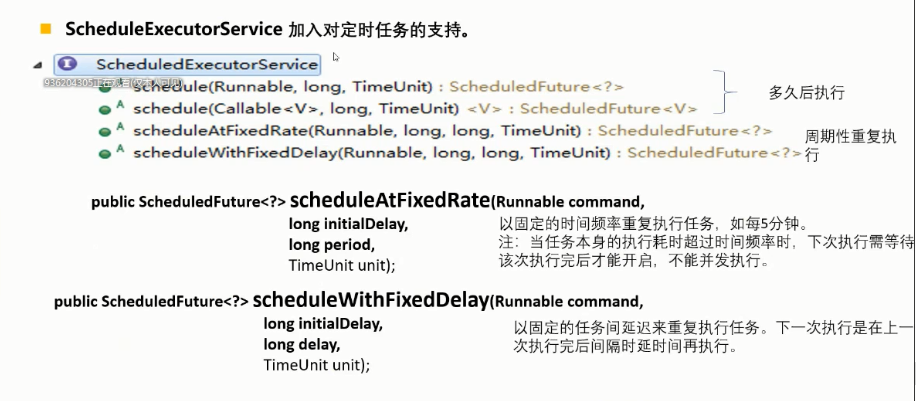 ScheduleExecutorService 加入对定时任务的支持。
ScheduledExecutorService
schedule(Runnable, long, TimeUnit) : ScheduledFuture<?>
schedule(Callable<V>, long, TimeUnit) <V> : ScheduledFuture<V>
多久后执行
scheduleAtFixedRate(Runnable, long, long, TimeUnit) : ScheduledFuture<?>
scheduleWithFixedDelay(Runnable, long, long, TimeUnit) : ScheduledFuture<?>
周期性重复执
行
public ScheduledFuture<?> scheduleAtFixedRate(Runnable command,
long initialDelay,
long period,
TimeUnit unit);
以固定的时间频率重复执行任务，如每5分钟。
注：当任务本身的执行耗时超过时间频率时，下次执行需等待
该次执行完后才能开启，不能并发执行。
public ScheduledFuture<?> scheduleWithFixedDelay(Runnable command,
long initialDelay,
long delay,
TimeUnit unit);
以固定的任务间延迟来重复执行任务。下一次执行是在上一
次执行完后间隔时延时间再执行。